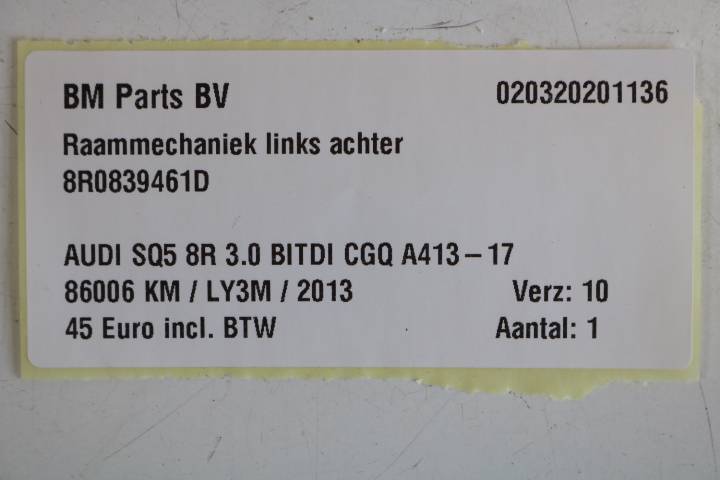 BM Parts BV 020320201136
Raammechaniek links achter
8R0839461D
AUDI SQ5 8R 3.0 BITDI CGQ A413-17
86006 KM / LY3M / 2013 Verz: 10
45 Euro incl. BTW Aantal: 1